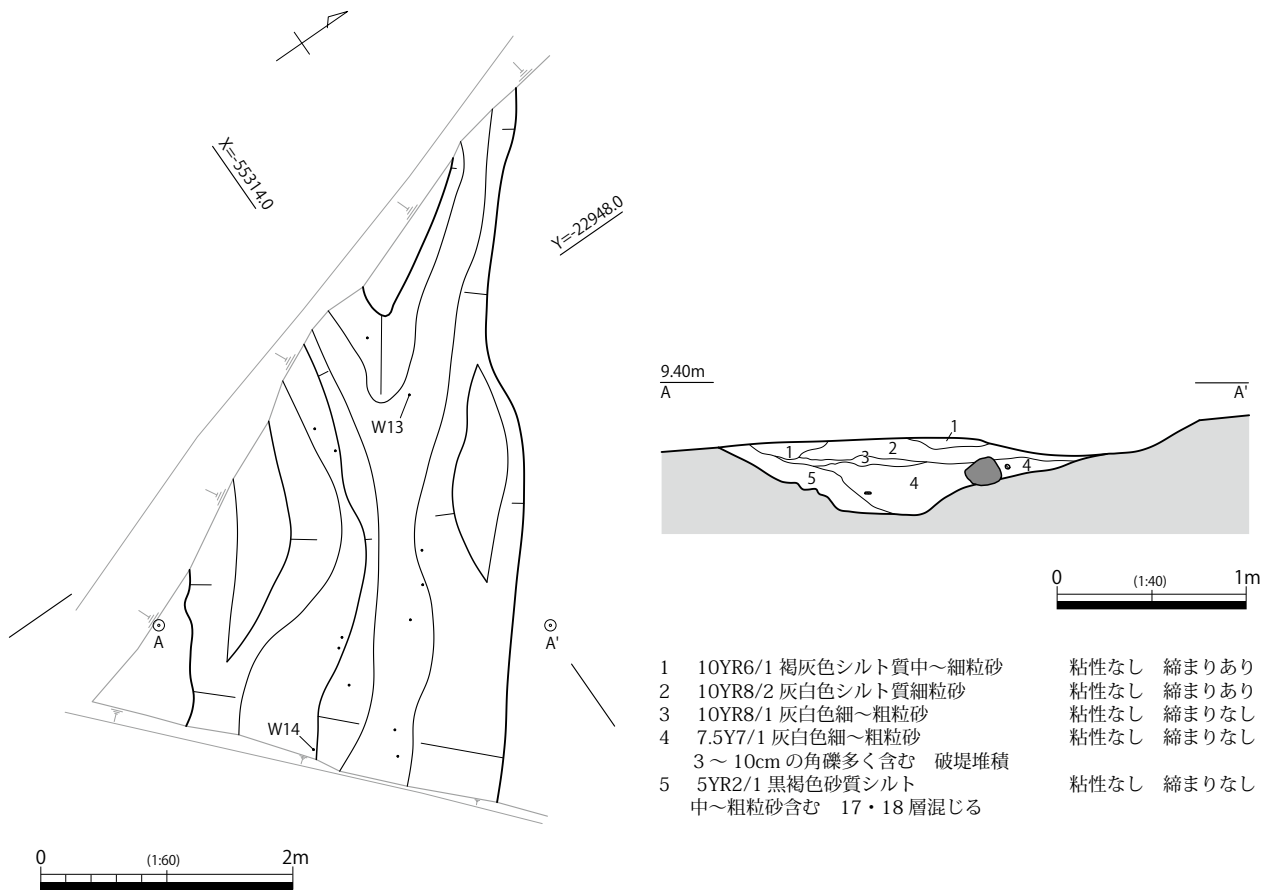 X=-55314.0
Y=-22948.0
W13
A
A'
W14
0
(1:60)
2m
9.40m
A
A'
1
1
2
3
4
4
5
0
(1:40)
1m
1 10YR6/1 褐灰色シルト質中〜細粒砂 粘性なし 締まりあり
2 10YR8/2 灰白色シルト質細粒砂 粘性なし 締まりあり
3 10YR8/1 灰白色細〜粗粒砂 粘性なし 締まりなし
4 7.5Y7/1 灰白色細〜粗粒砂 粘性なし 締まりなし
3 〜 10cm の角礫多く含む 破堤堆積
5 5YR2/1 黒褐色砂質シルト 粘性なし 締まりなし
中〜粗粒砂含む 17・18 層混じる